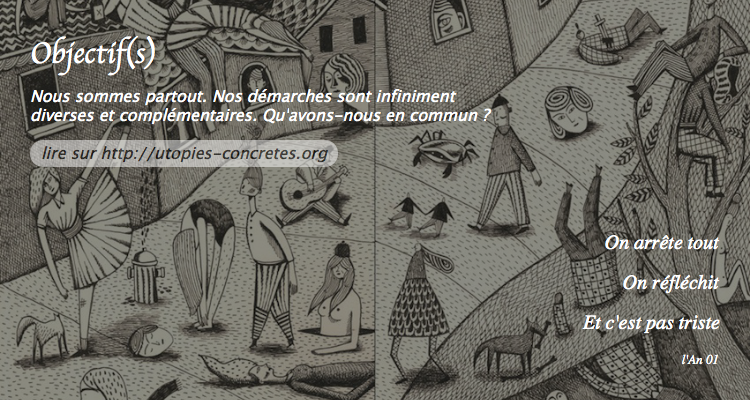 Objectif(s)
Nous sommes partout. Nos démarches sont infiniment
diverses et complémentaires. Qu'avons-nous en commun ?
lire sur http://utopies-concretes.org
On arrête tout
On réfléchit
Et c'est pas triste
l'An 01